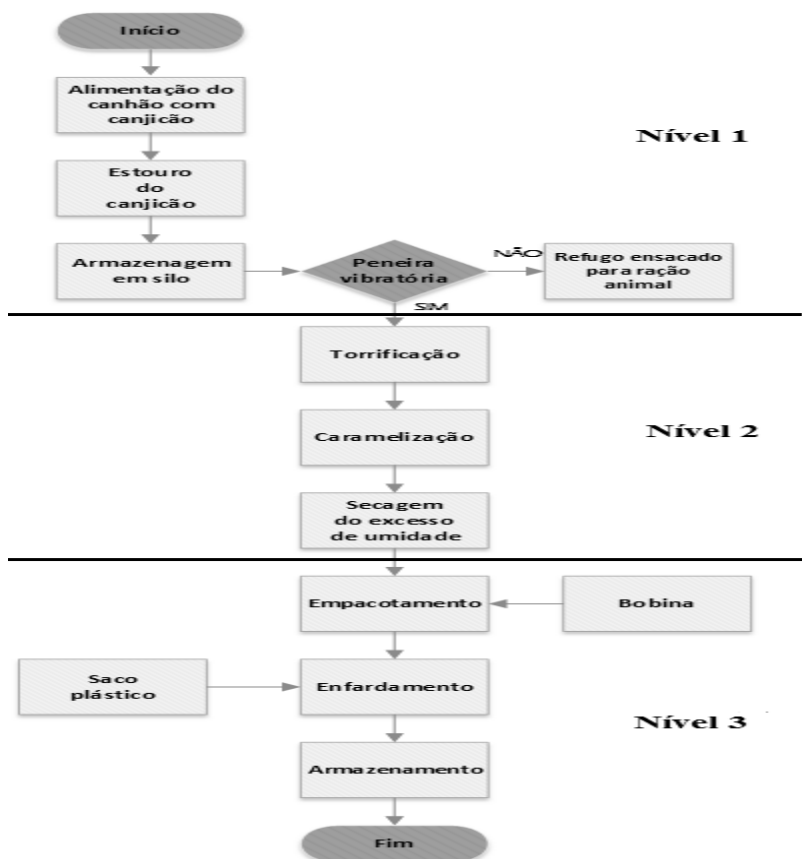 Início
Alimentação do
canhão com
canjicão
Nível 1
Estouro
do
canjicão
Armazenagem
em silo
Peneira
vibratória
NÃO
Refugo ensacado
para ração
animal
SIM
Torrificação
Caramelização
Nível 2
Secagem
do excesso
de umidade
Empacotamento
Bobina
Saco
plástico
Enfardamento
Nível 3
Armazenamento
Fim